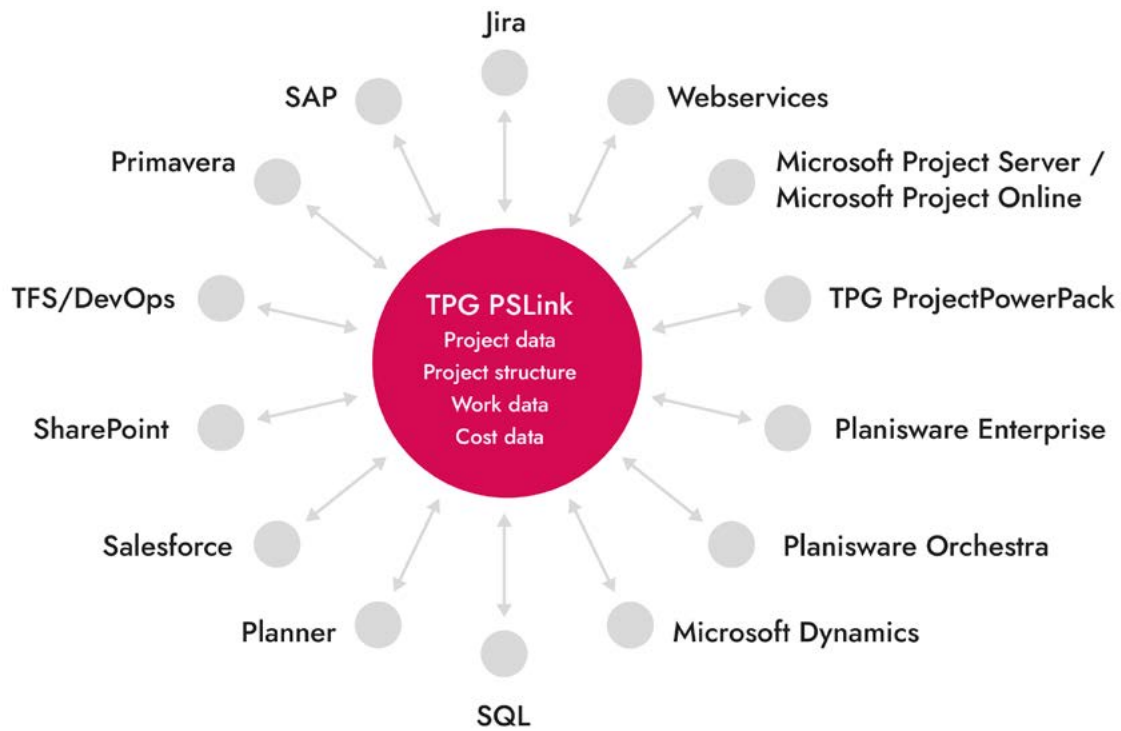 Jira
SAP
Webservices
Primavera
Microsoft Project Server /
Microsoft Project Online
TFS/DevOps
TPG PSLink
Project data
Project structure
Work data
Cost data
TPG ProjectPowerPack
SharePoint
Planisware Enterprise
Salesforce
Planisware Orchestra
Planner
Microsoft Dynamics
SQL